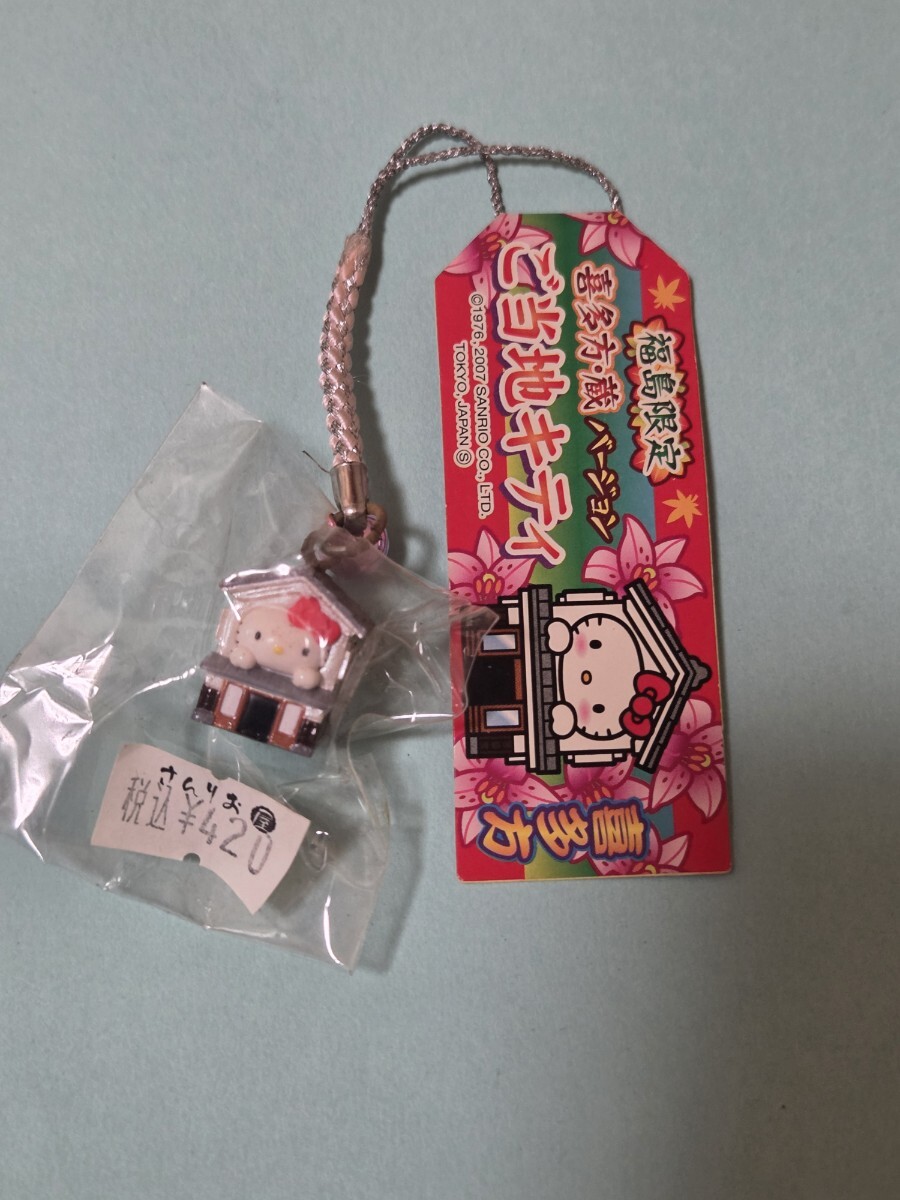 福島限定
喜多方・蔵バージョン
ご当地キティ
©1976, 2007 SANRIO CO., LTD.
TOKYO, JAPAN Ⓢ
喜多方
さんりお屋
税込 ¥420